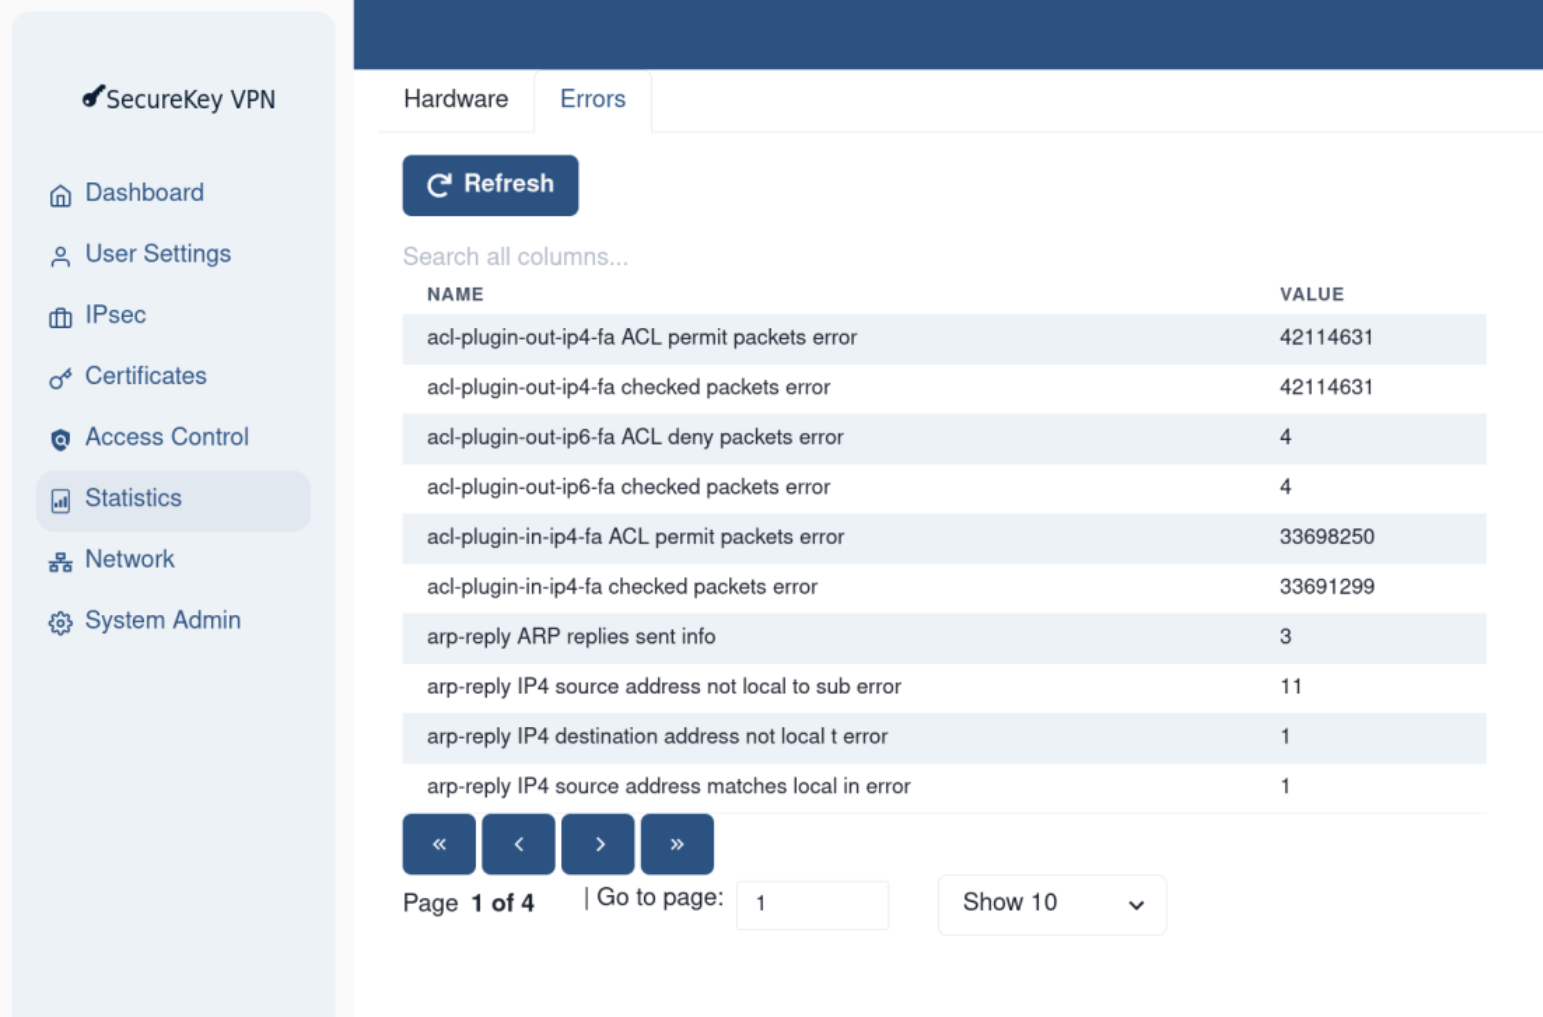 SecureKey VPN
Dashboard
User Settings
IPsec
Certificates
Access Control
Statistics
Network
System Admin
Hardware Errors
Refresh
Search all columns...
NAME VALUE
acl-plugin-out-ip4-fa ACL permit packets error 42114631
acl-plugin-out-ip4-fa checked packets error 42114631
acl-plugin-out-ip6-fa ACL deny packets error 4
acl-plugin-out-ip6-fa checked packets error 4
acl-plugin-in-ip4-fa ACL permit packets error 33698250
acl-plugin-in-ip4-fa checked packets error 33691299
arp-reply ARP replies sent info 3
arp-reply IP4 source address not local to sub error 11
arp-reply IP4 destination address not local t error 1
arp-reply IP4 source address matches local in error 1
« < > »
Page 1 of 4 | Go to page: 1 Show 10